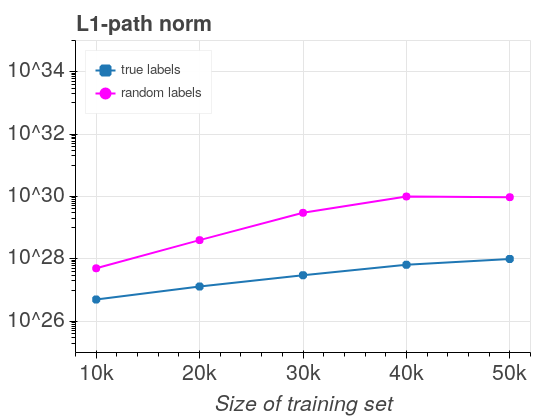 L1-path norm
true labels
random labels
10^34
10^32
10^30
10^28
10^26
10k 20k 30k 40k 50k
Size of training set